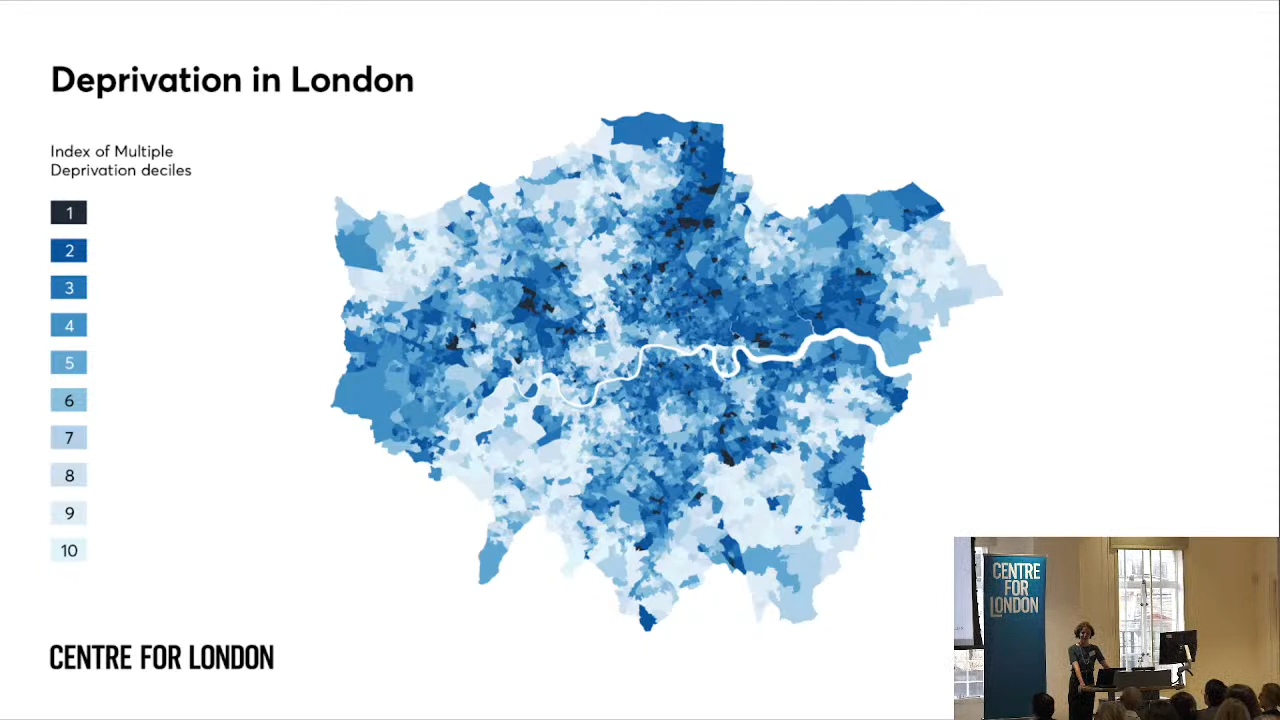 Deprivation in London
Index of Multiple
Deprivation deciles
1
2
3
4
5
6
7
8
9
10
CENTRE FOR LONDON
CENTRE
FOR
LONDON